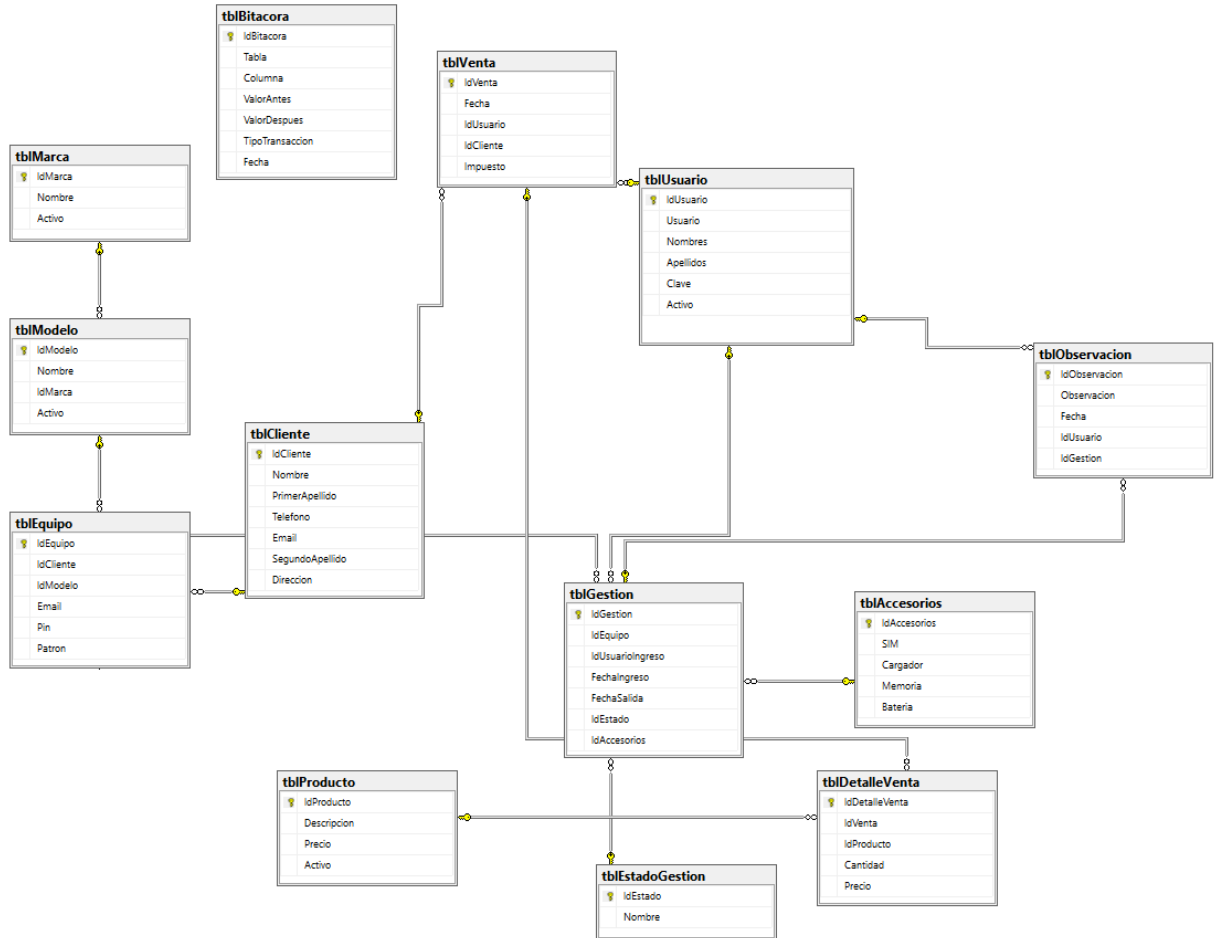 tblBitacora
IdBitacora
Tabla
Columna
ValorAntes
ValorDespues
TipoTransaccion
Fecha
tblVenta
IdVenta
Fecha
IdUsuario
IdCliente
Impuesto
tblMarca
IdMarca
Nombre
Activo
tblUsuario
IdUsuario
Usuario
Nombres
Apellidos
Clave
Activo
tblModelo
IdModelo
Nombre
IdMarca
Activo
tblObservacion
IdObservacion
Observacion
Fecha
IdUsuario
IdGestion
tblCliente
IdCliente
Nombre
PrimerApellido
Telefono
Email
SegundoApellido
Direccion
tblEquipo
IdEquipo
IdCliente
IdModelo
Email
Pin
Patron
tblGestion
IdGestion
IdEquipo
IdUsuarioIngreso
FechaIngreso
FechaSalida
IdEstado
IdAccesorios
tblAccesorios
IdAccesorios
SIM
Cargador
Memoria
Bateria
tblProducto
IdProducto
Descripcion
Precio
Activo
tblDetalleVenta
IdDetalleVenta
IdVenta
IdProducto
Cantidad
Precio
tblEstadoGestion
IdEstado
Nombre